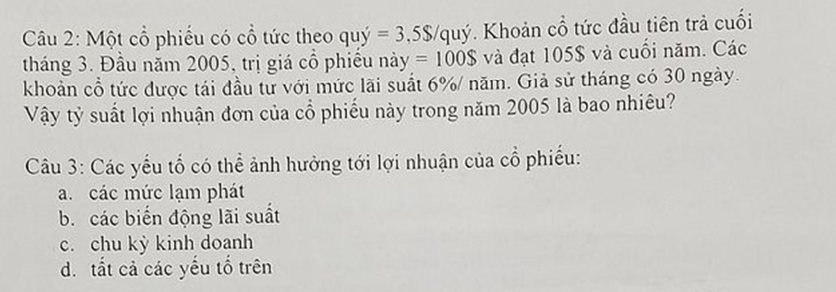 Câu 2: Một cổ phiếu có cổ tức theo quý = 3,5$/quý. Khoản cổ tức đầu tiên trả cuối
tháng 3. Đầu năm 2005, trị giá cổ phiếu này = 100$ và đạt 105$ và cuối năm. Các
khoản cổ tức được tái đầu tư với mức lãi suất 6%/ năm. Giả sử tháng có 30 ngày.
Vậy tỷ suất lợi nhuận đơn của cổ phiếu này trong năm 2005 là bao nhiêu?
Câu 3: Các yếu tố có thể ảnh hưởng tới lợi nhuận của cổ phiếu:
a. các mức lạm phát
b. các biến động lãi suất
c. chu kỳ kinh doanh
d. tất cả các yếu tố trên